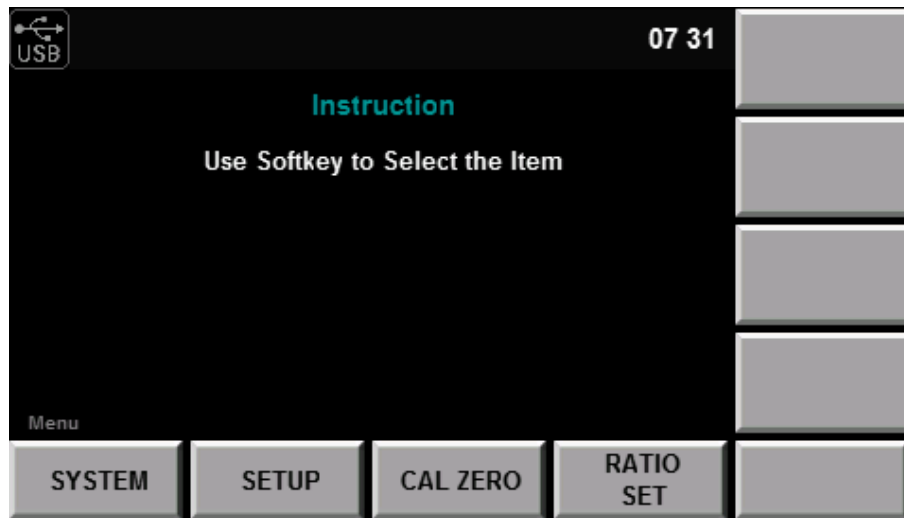 USB
07 31
Instruction
Use Softkey to Select the Item
Menu
SYSTEM
SETUP
CAL ZERO
RATIO
SET